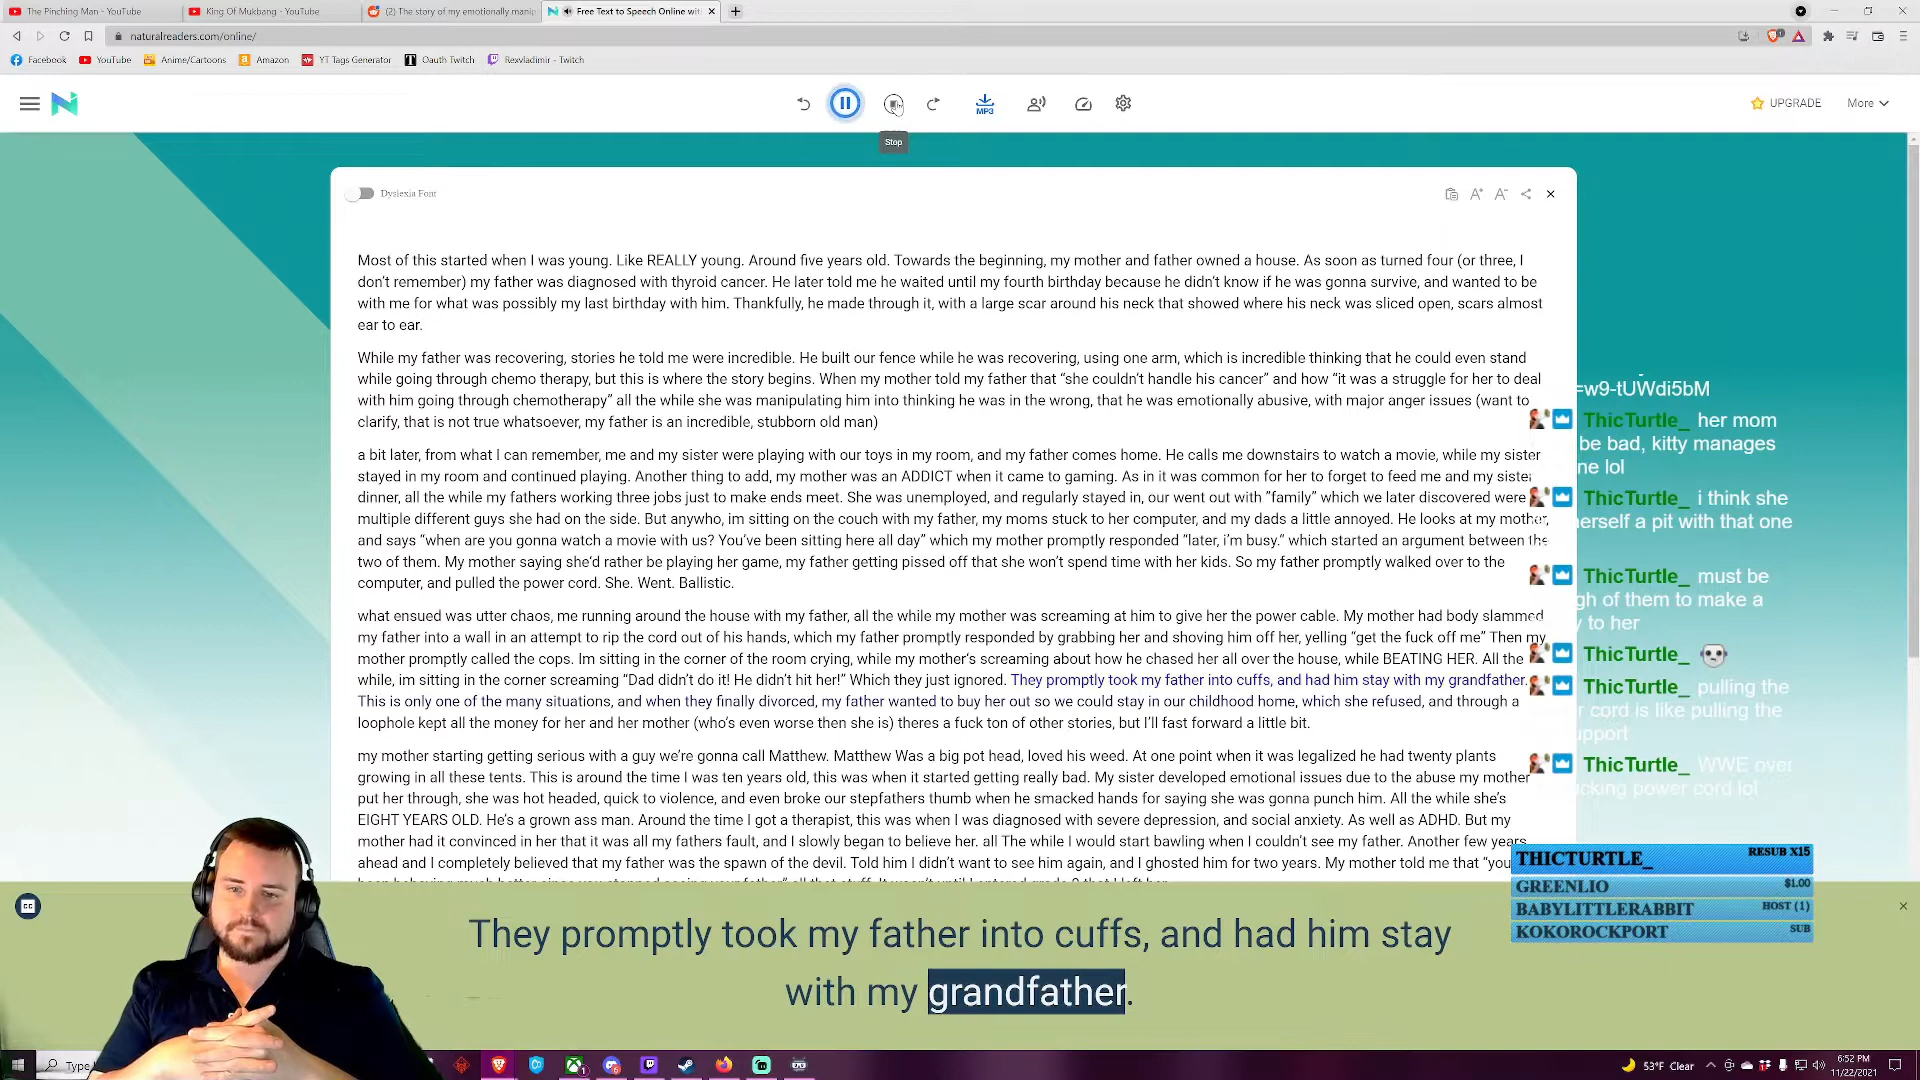 The Pinching Man - YouTube
King Of Mukbang - YouTube
(2) The story of my emotionally mani
Free Text to Speech Online wit
naturalreaders.com/online/
Facebook
YouTube
Anime/Cartoons
Amazon
YT Tags Generator
Oauth Twitch
Rexvladimir - Twitch
MP3
UPGRADE
More
Stop
Dyslexia Font
Most of this started when I was young. Like REALLY young. Around five years old. Towards the beginning, my mother and father owned a house. As soon as turned four (or three, I
don't remember) my father was diagnosed with thyroid cancer. He later told me he waited until my fourth birthday because he didn't know if he was gonna survive, and wanted to be
with me for what was possibly my last birthday with him. Thankfully, he made through it, with a large scar around his neck that showed where his neck was sliced open, scars almost
ear to ear.
While my father was recovering, stories he told me were incredible. He built our fence while he was recovering, using one arm, which is incredible thinking that he could even stand
while going through chemo therapy, but this is where the story begins. When my mother told my father that “she couldn't handle his cancer” and how “it was a struggle for her to deal
with him going through chemotherapy” all the while she was manipulating him into thinking he was in the wrong, that he was emotionally abusive, with major anger issues (want to
clarify, that is not true whatsoever, my father is an incredible, stubborn old man)
a bit later, from what I can remember, me and my sister were playing with our toys in my room, and my father comes home. He calls me downstairs to watch a movie, while my sister
stayed in my room and continued playing. Another thing to add, my mother was an ADDICT when it came to gaming. As in it was common for her to forget to feed me and my sister
dinner, all the while my fathers working three jobs just to make ends meet. She was unemployed, and regularly stayed in, our went out with “family” which we later discovered were
multiple different guys she had on the side. But anywho, im sitting on the couch with my father, my moms stuck to her computer, and my dads a little annoyed. He looks at my mother,
and says “when are you gonna watch a movie with us? You've been sitting here all day” which my mother promptly responded “later, i'm busy.” which started an argument between the
two of them. My mother saying she'd rather be playing her game, my father getting pissed off that she won't spend time with her kids. So my father promptly walked over to the
computer, and pulled the power cord. She. Went. Ballistic.
what ensued was utter chaos, me running around the house with my father, all the while my mother was screaming at him to give her the power cable. My mother had body slammed
my father into a wall in an attempt to rip the cord out of his hands, which my father promptly responded by grabbing her and shoving him off her, yelling “get the fuck off me” Then my
mother promptly called the cops. Im sitting in the corner of the room crying, while my mother's screaming about how he chased her all over the house, while BEATING HER. All the
while, im sitting in the corner screaming “Dad didn't do it! He didn't hit her!” Which they just ignored. They promptly took my father into cuffs, and had him stay with my grandfather.
This is only one of the many situations, and when they finally divorced, my father wanted to buy her out so we could stay in our childhood home, which she refused, and through a
loophole kept all the money for her and her mother (who's even worse then she is) theres a fuck ton of other stories, but I'll fast forward a little bit.
my mother starting getting serious with a guy we're gonna call Matthew. Matthew Was a big pot head, loved his weed. At one point when it was legalized he had twenty plants
growing in all these tents. This is around the time I was ten years old, this was when it started getting really bad. My sister developed emotional issues due to the abuse my mother
put her through, she was hot headed, quick to violence, and even broke our stepfathers thumb when he smacked hands for saying she was gonna punch him. All the while she's
EIGHT YEARS OLD. He's a grown ass man. Around the time I got a therapist, this was when I was diagnosed with severe depression, and social anxiety. As well as ADHD. But my
mother had it convinced in her that it was all my fathers fault, and I slowly began to believe her. all The while I would start bawling when I couldn't see my father. Another few years
ahead and I completely believed that my father was the spawn of the devil. Told him I didn't want to see him again, and I ghosted him for two years. My mother told me that “you
=w9-tUWdi5bM
ThicTurtle_ her mom
be bad, kitty manages
ne lol
ThicTurtle_ i think she
herself a pit with that one
ThicTurtle_ must be
gh of them to make a
y to her
ThicTurtle_
ThicTurtle_ pulling the
r cord is like pulling the
upport
ThicTurtle_ WWE over
ucking power cord lol
THICTURTLE_ RESUB X15
GREENLIO $1.00
BABYLITTLERABBIT HOST (1)
KOKOROCKPORT SUB
CC
They promptly took my father into cuffs, and had him stay
with my grandfather.
Type
53°F Clear
6:52 PM
11/22/2021